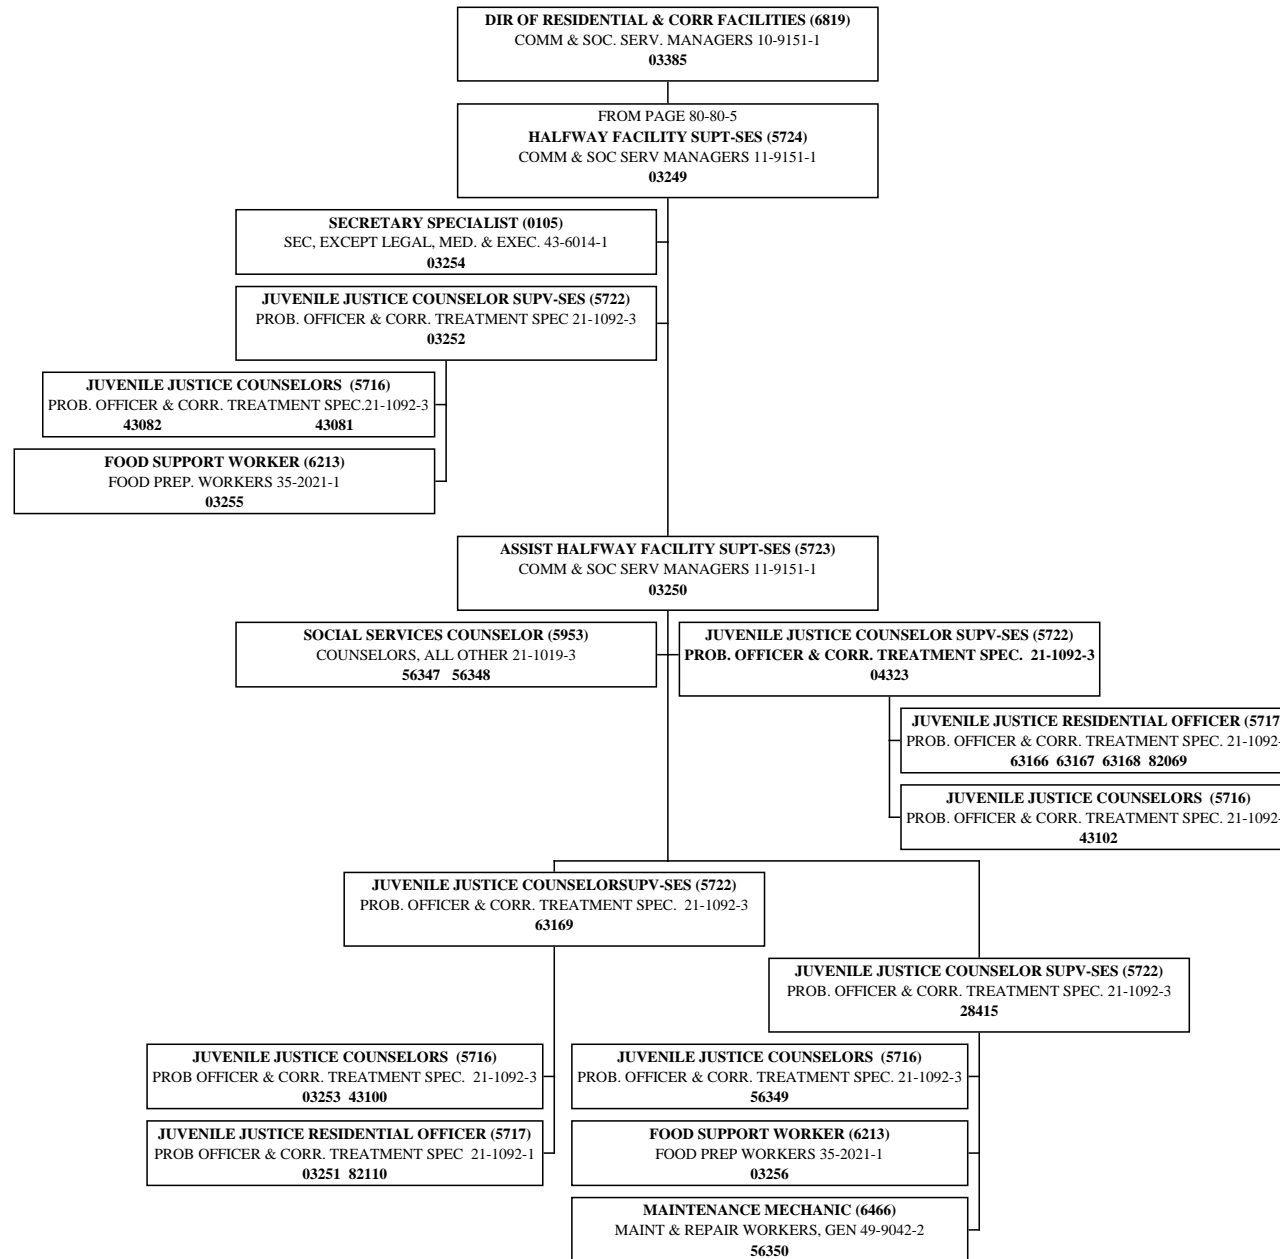 DIR OF RESIDENTIAL & CORR FACILITIES (6819)
COMM & SOC. SERV. MANAGERS 10-9151-1
03385
FROM PAGE 80-80-5
HALFWAY FACILITY SUPT-SES (5724)
COMM & SOC SERV MANAGERS 11-9151-1
03249
SECRETARY SPECIALIST (0105)
SEC, EXCEPT LEGAL, MED. & EXEC. 43-6014-1
03254
JUVENILE JUSTICE COUNSELOR SUPV-SES (5722)
PROB. OFFICER & CORR. TREATMENT SPEC 21-1092-3
03252
JUVENILE JUSTICE COUNSELORS (5716)
PROB. OFFICER & CORR. TREATMENT SPEC.21-1092-3
43082 43081
FOOD SUPPORT WORKER (6213)
FOOD PREP. WORKERS 35-2021-1
03255
ASSIST HALFWAY FACILITY SUPT-SES (5723)
COMM & SOC SERV MANAGERS 11-9151-1
03250
SOCIAL SERVICES COUNSELOR (5953)
COUNSELORS, ALL OTHER 21-1019-3
56347 56348
JUVENILE JUSTICE COUNSELOR SUPV-SES (5722)
PROB. OFFICER & CORR. TREATMENT SPEC. 21-1092-3
04323
JUVENILE JUSTICE RESIDENTIAL OFFICER (5717
PROB. OFFICER & CORR. TREATMENT SPEC. 21-1092-
63166 63167 63168 82069
JUVENILE JUSTICE COUNSELORS (5716)
PROB. OFFICER & CORR. TREATMENT SPEC. 21-1092-
43102
JUVENILE JUSTICE COUNSELORSUPV-SES (5722)
PROB. OFFICER & CORR. TREATMENT SPEC. 21-1092-3
63169
JUVENILE JUSTICE COUNSELOR SUPV-SES (5722)
PROB. OFFICER & CORR. TREATMENT SPEC. 21-1092-3
28415
JUVENILE JUSTICE COUNSELORS (5716)
PROB OFFICER & CORR. TREATMENT SPEC. 21-1092-3
03253 43100
JUVENILE JUSTICE RESIDENTIAL OFFICER (5717)
PROB OFFICER & CORR. TREATMENT SPEC 21-1092-1
03251 82110
JUVENILE JUSTICE COUNSELORS (5716)
PROB. OFFICER & CORR. TREATMENT SPEC. 21-1092-3
56349
FOOD SUPPORT WORKER (6213)
FOOD PREP WORKERS 35-2021-1
03256
MAINTENANCE MECHANIC (6466)
MAINT & REPAIR WORKERS, GEN 49-9042-2
56350